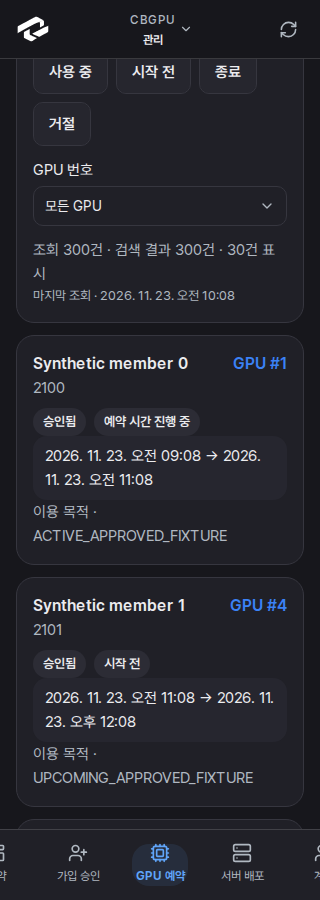 CBGPU
관리
사용 중
시작 전
종료
거절
GPU 번호
모든 GPU
조회 300건 · 검색 결과 300건 · 30건 표
시
마지막 조회 · 2026. 11. 23. 오전 10:08
Synthetic member 0
GPU #1
2100
승인됨
예약 시간 진행 중
2026. 11. 23. 오전 09:08 → 2026.
11. 23. 오전 11:08
이용 목적 ·
ACTIVE_APPROVED_FIXTURE
Synthetic member 1
GPU #4
2101
승인됨
시작 전
2026. 11. 23. 오전 11:08 → 2026. 11.
23. 오후 12:08
이용 목적 ·
UPCOMING_APPROVED_FIXTURE
약
가입 승인
GPU 예약
서버 배포